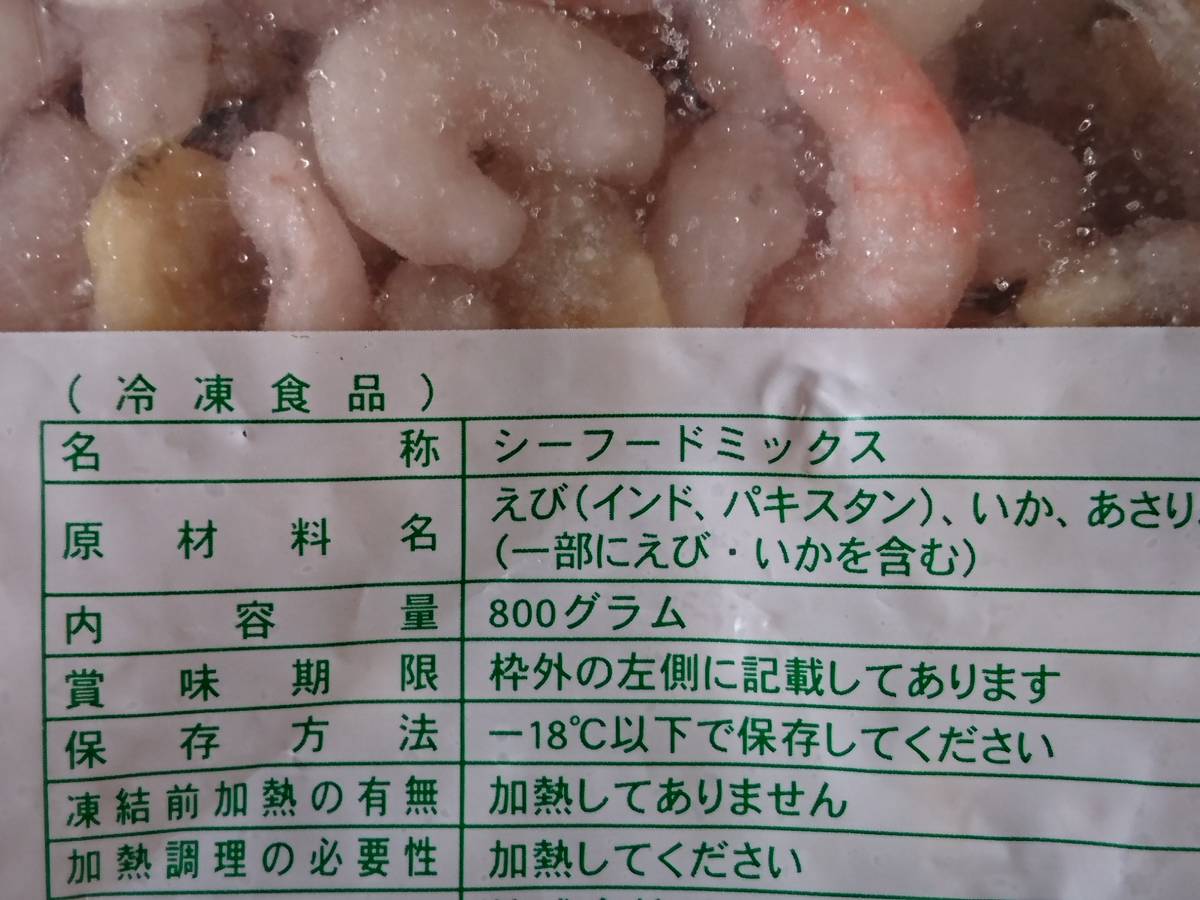 (冷凍食品)
名称 シーフードミックス
原材料名 えび(インド、パキスタン)、いか、あさり
(一部にえび・いかを含む)
内容量 800グラム
賞味期限 枠外の左側に記載してあります
保存方法 −18℃以下で保存してください
凍結前加熱の有無 加熱してありません
加熱調理の必要性 加熱してください